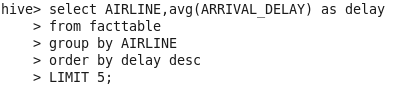 hive> select AIRLINE,avg(ARRIVAL_DELAY) as delay
> from facttable
> group by AIRLINE
> order by delay desc
> LIMIT 5;